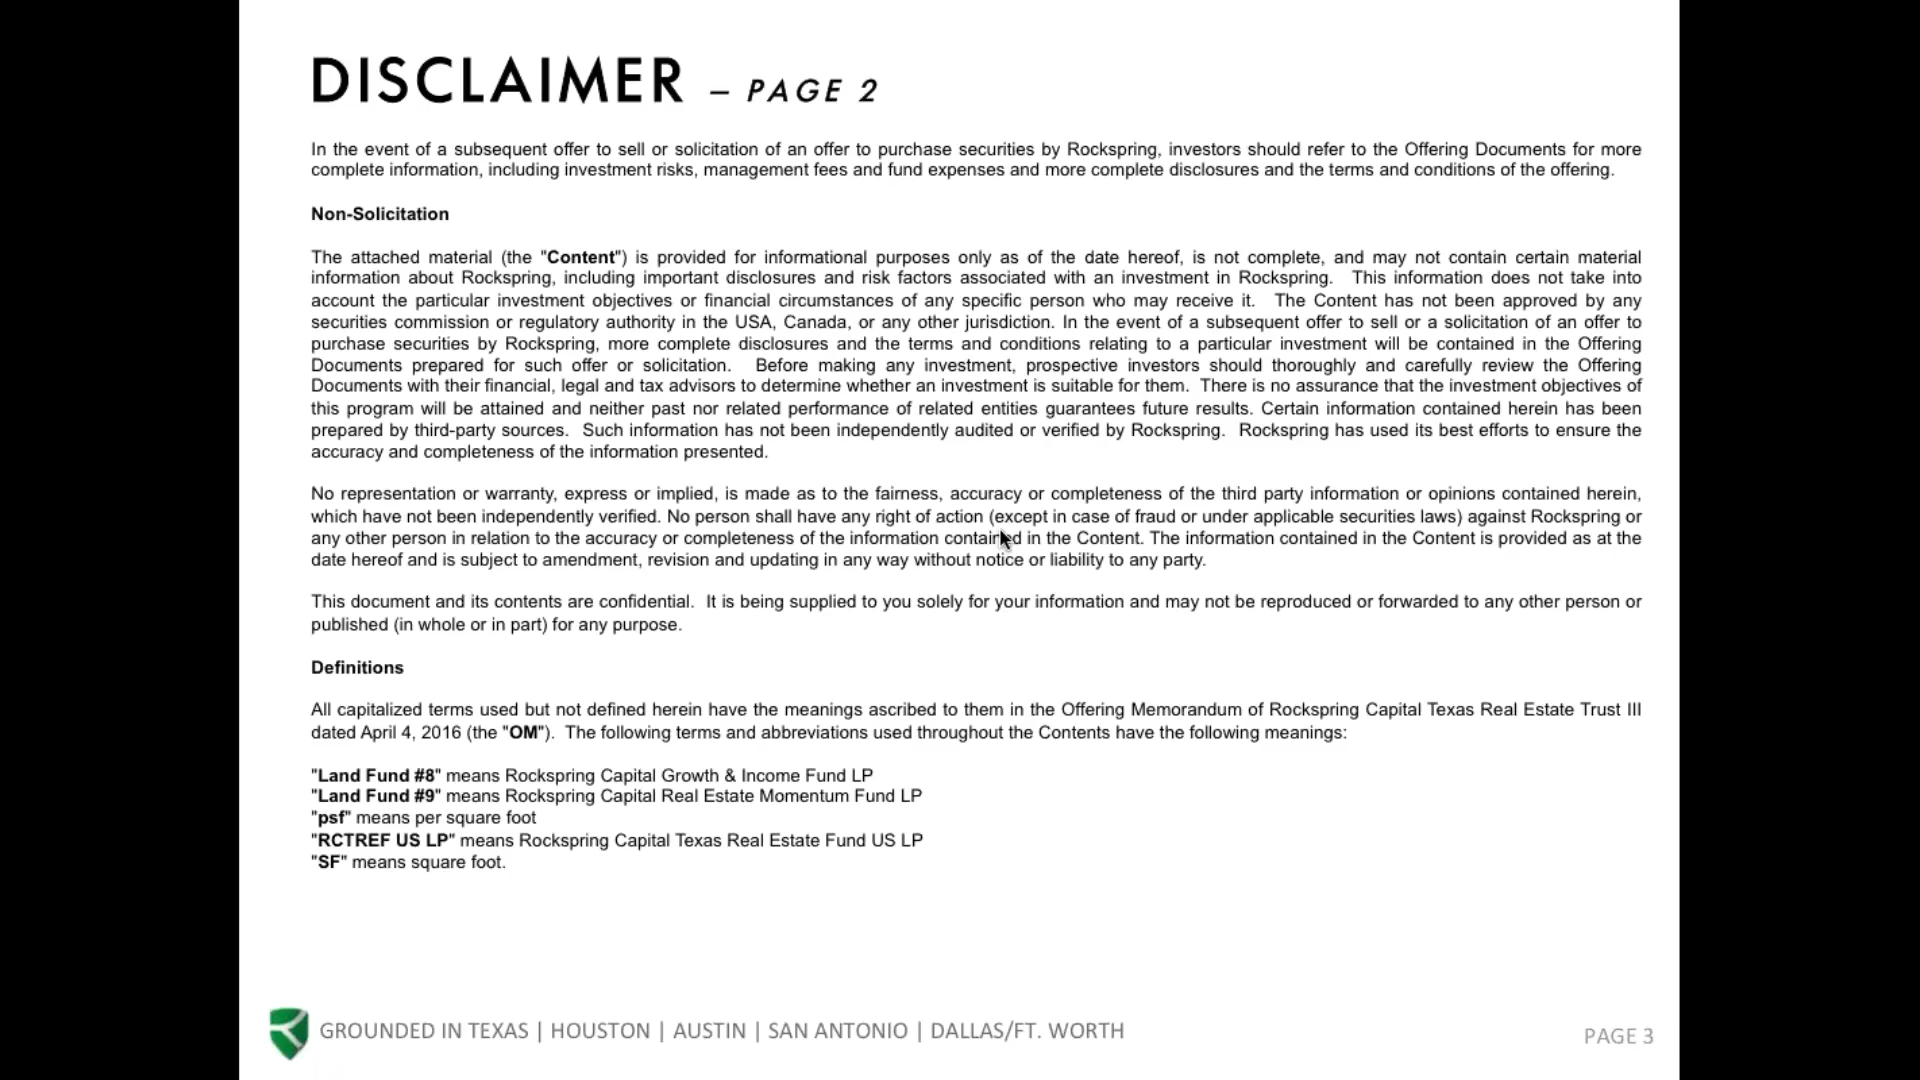 DISCLAIMER – PAGE 2
In the event of a subsequent offer to sell or solicitation of an offer to purchase securities by Rockspring, investors should refer to the Offering Documents for more
complete information, including investment risks, management fees and fund expenses and more complete disclosures and the terms and conditions of the offering.
Non-Solicitation
The attached material (the "Content") is provided for informational purposes only as of the date hereof, is not complete, and may not contain certain material
information about Rockspring, including important disclosures and risk factors associated with an investment in Rockspring. This information does not take into
account the particular investment objectives or financial circumstances of any specific person who may receive it. The Content has not been approved by any
securities commission or regulatory authority in the USA, Canada, or any other jurisdiction. In the event of a subsequent offer to sell or a solicitation of an offer to
purchase securities by Rockspring, more complete disclosures and the terms and conditions relating to a particular investment will be contained in the Offering
Documents prepared for such offer or solicitation. Before making any investment, prospective investors should thoroughly and carefully review the Offering
Documents with their financial, legal and tax advisors to determine whether an investment is suitable for them. There is no assurance that the investment objectives of
this program will be attained and neither past nor related performance of related entities guarantees future results. Certain information contained herein has been
prepared by third-party sources. Such information has not been independently audited or verified by Rockspring. Rockspring has used its best efforts to ensure the
accuracy and completeness of the information presented.
No representation or warranty, express or implied, is made as to the fairness, accuracy or completeness of the third party information or opinions contained herein,
which have not been independently verified. No person shall have any right of action (except in case of fraud or under applicable securities laws) against Rockspring or
any other person in relation to the accuracy or completeness of the information contained in the Content. The information contained in the Content is provided as at the
date hereof and is subject to amendment, revision and updating in any way without notice or liability to any party.
This document and its contents are confidential. It is being supplied to you solely for your information and may not be reproduced or forwarded to any other person or
published (in whole or in part) for any purpose.
Definitions
All capitalized terms used but not defined herein have the meanings ascribed to them in the Offering Memorandum of Rockspring Capital Texas Real Estate Trust III
dated April 4, 2016 (the "OM"). The following terms and abbreviations used throughout the Contents have the following meanings:
"Land Fund #8" means Rockspring Capital Growth & Income Fund LP
"Land Fund #9" means Rockspring Capital Real Estate Momentum Fund LP
"psf" means per square foot
"RCTREF US LP" means Rockspring Capital Texas Real Estate Fund US LP
"SF" means square foot.
GROUNDED IN TEXAS | HOUSTON | AUSTIN | SAN ANTONIO | DALLAS/FT. WORTH
PAGE 3